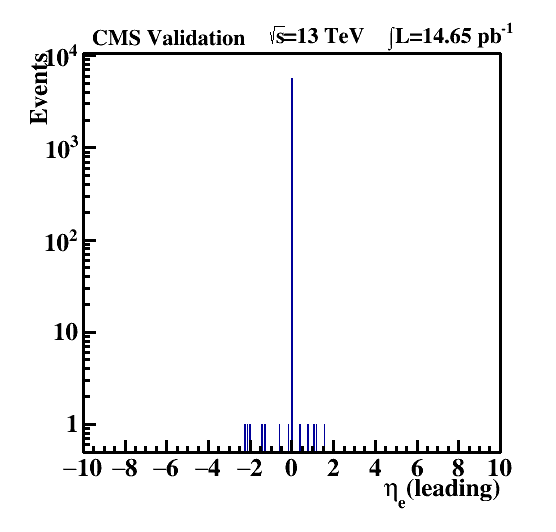 CMS Validation √s=13 TeV ∫L=14.65 pb⁻¹
Events
10⁴
10³
10²
10
1
−10 −8 −6 −4 −2 0 2 4 6 8 10
ηₑ(leading)